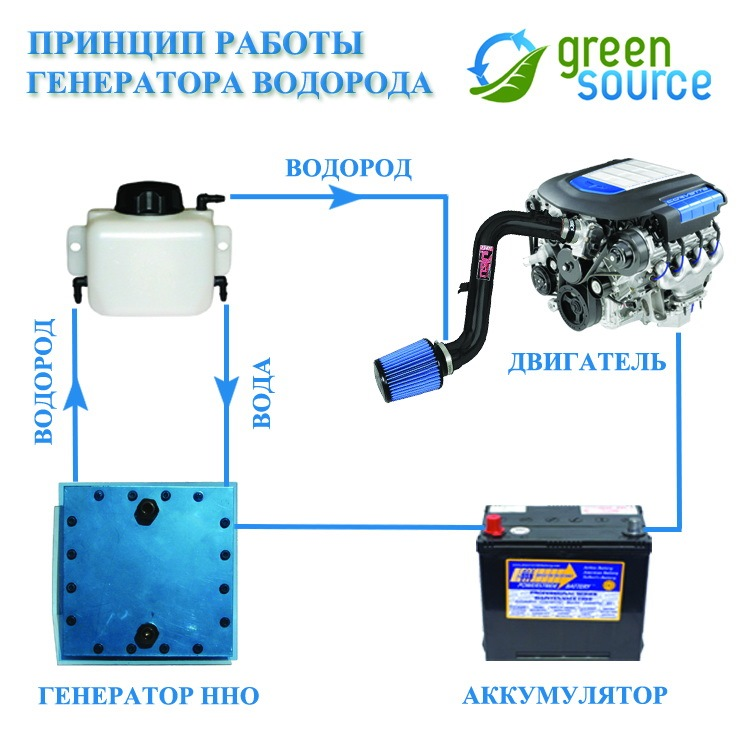 ПРИНЦИП РАБОТЫ
ГЕНЕРАТОРА ВОДОРОДА
green
source
ВОДОРОД
ВОДОРОД
ВОДА
ДВИГАТЕЛЬ
ГЕНЕРАТОР ННО
АККУМУЛЯТОР